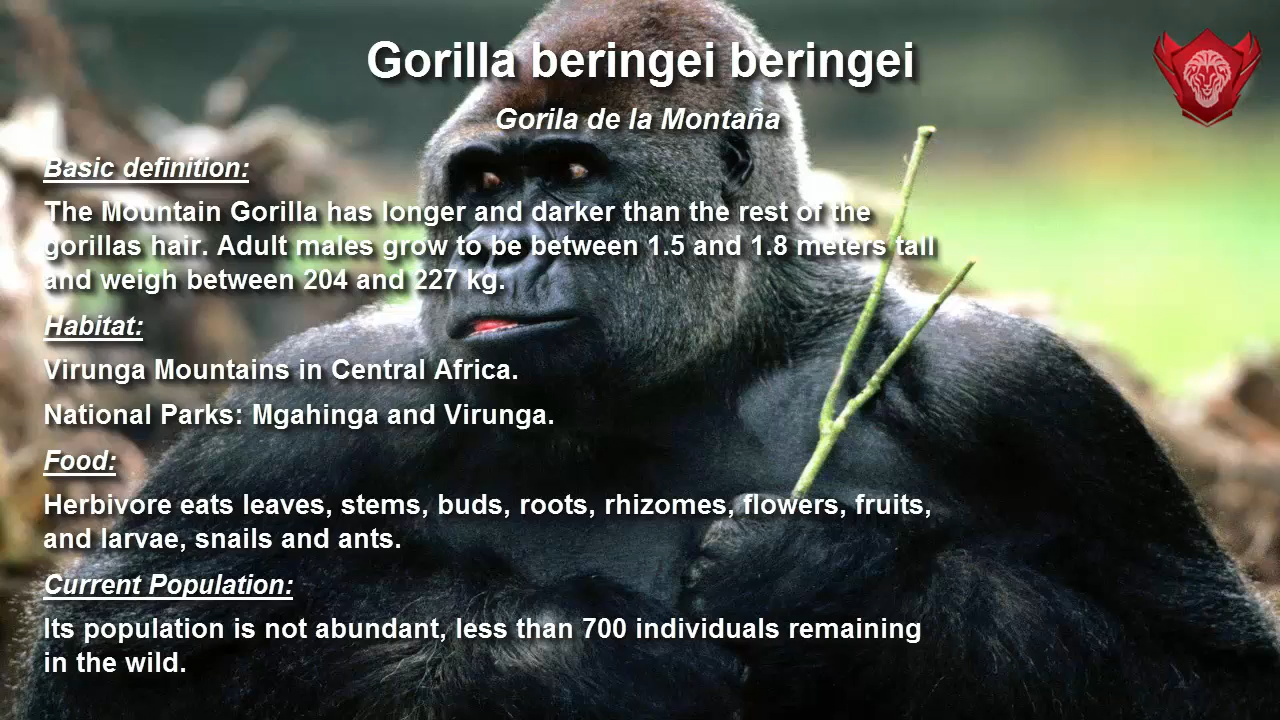 Gorilla beringei beringei
Gorila de la Montaña
Basic definition:
The Mountain Gorilla has longer and darker than the rest of the
gorillas hair. Adult males grow to be between 1.5 and 1.8 meters tall
and weigh between 204 and 227 kg.
Habitat:
Virunga Mountains in Central Africa.
National Parks: Mgahinga and Virunga.
Food:
Herbivore eats leaves, stems, buds, roots, rhizomes, flowers, fruits,
and larvae, snails and ants.
Current Population:
Its population is not abundant, less than 700 individuals remaining
in the wild.